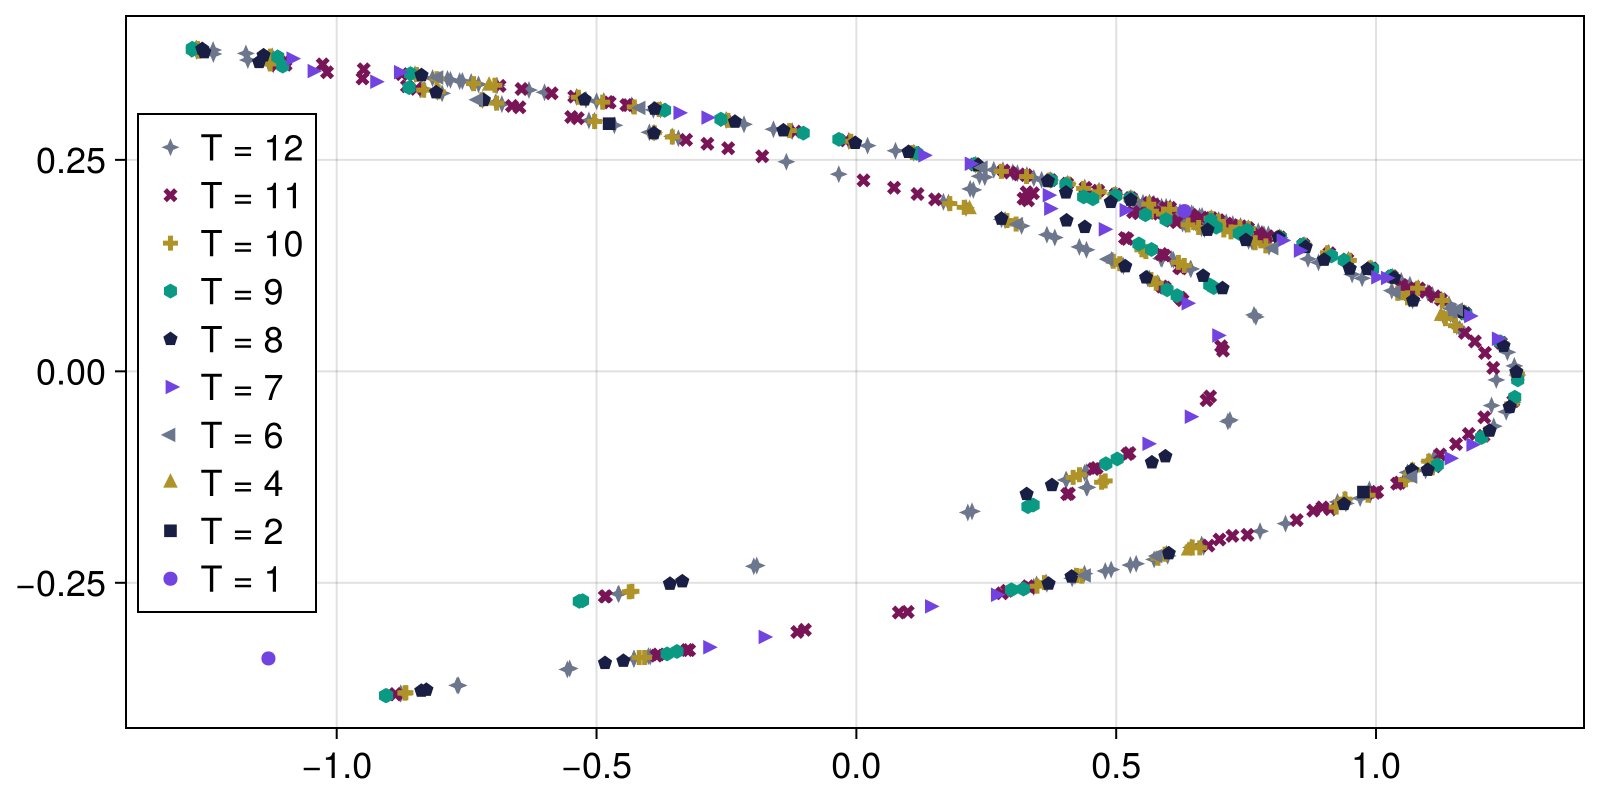 T = 12
T = 11
T = 10
T = 9
T = 8
T = 7
T = 6
T = 4
T = 2
T = 1
0.25
0.00
−0.25
−1.0 −0.5 0.0 0.5 1.0